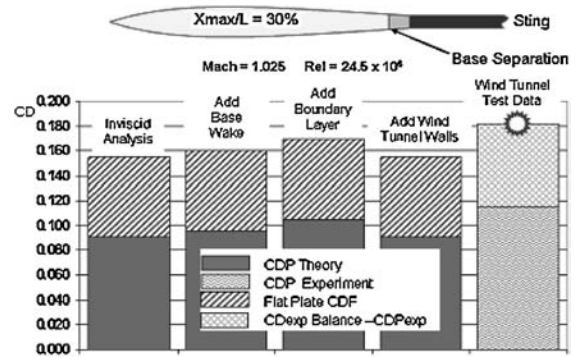 Xmax/L = 30%
Sting
Base Separation
Mach = 1.025 Rel = 24.5 x 10⁶
CD
0.200
0.180
0.160
0.140
0.120
0.100
0.080
0.060
0.040
0.020
0.000
Inviscid
Analysis
Add
Base
Wake
Add
Boundary
Layer
Add Wind
Tunnel Walls
Wind Tunnel
Test Data
CDP Theory
CDP Experiment
Flat Plate CDF
CDexp Balance –CDPexp